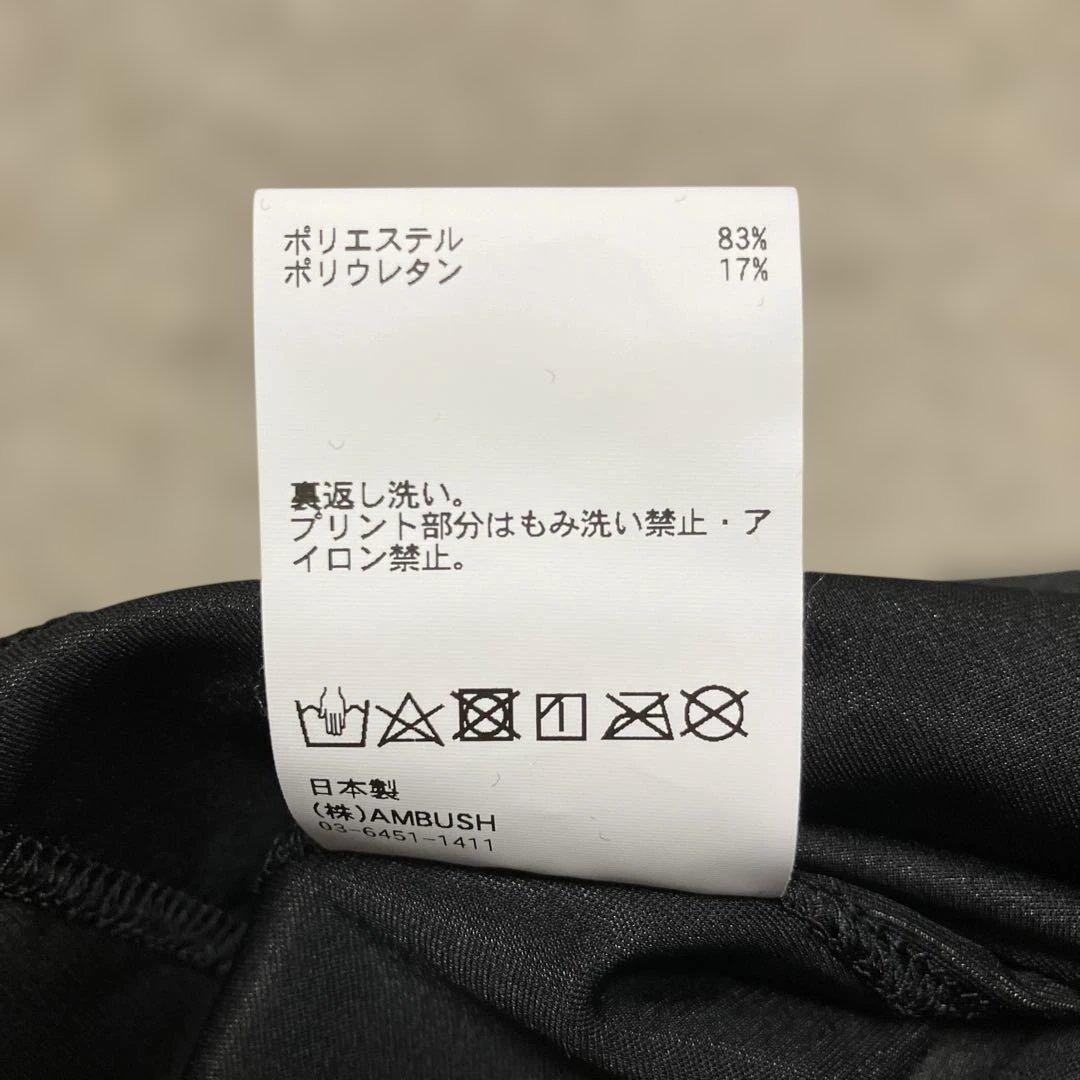 ポリエステル 83%
ポリウレタン 17%
裏返し洗い。
プリント部分はもみ洗い禁止・ア
イロン禁止。
日本製
(株)AMBUSH
03-6451-1411